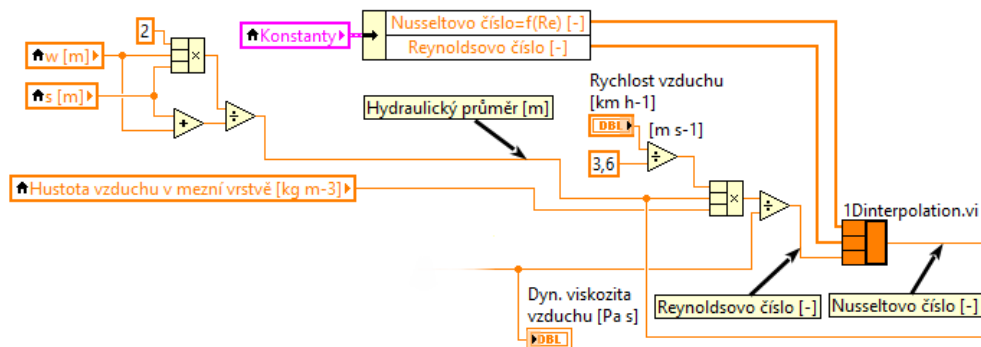 Nusseltovo číslo=f(Re) [-]
Konstanty
Reynoldsovo číslo [-]
2
w [m]
Rychlost vzduchu
[km h-1]
s [m]
Hydraulický průměr [m]
DBL
[m s-1]
3,6
Hustota vzduchu v mezní vrstvě [kg m-3]
1Dinterpolation.vi
Dyn. viskozita
vzduchu [Pa s]
DBL
Reynoldsovo číslo [-]
Nusseltovo číslo [-]